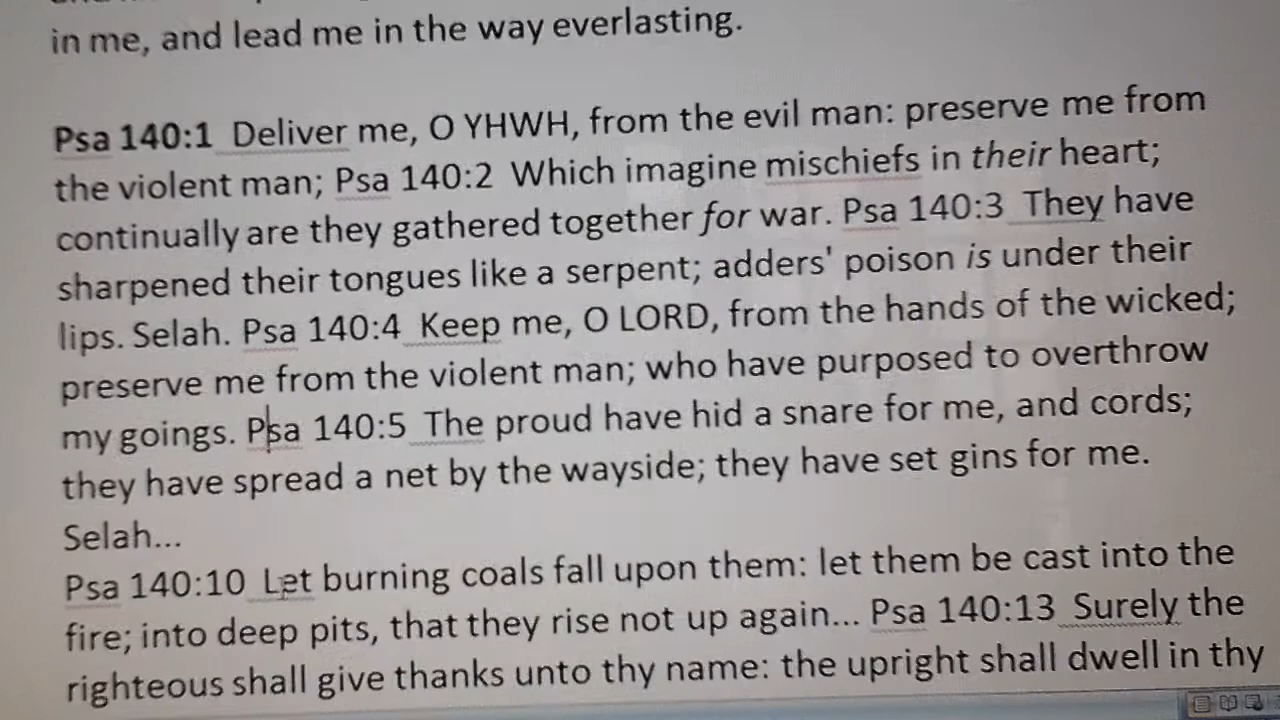 in me, and lead me in the way everlasting.
Psa 140:1 Deliver me, O YHWH, from the evil man: preserve me from
the violent man; Psa 140:2 Which imagine mischiefs in their heart;
continually are they gathered together for war. Psa 140:3 They have
sharpened their tongues like a serpent; adders' poison is under their
lips. Selah. Psa 140:4 Keep me, O LORD, from the hands of the wicked;
preserve me from the violent man; who have purposed to overthrow
my goings. Psa 140:5 The proud have hid a snare for me, and cords;
they have spread a net by the wayside; they have set gins for me.
Selah...
Psa 140:10 Let burning coals fall upon them: let them be cast into the
fire; into deep pits, that they rise not up again... Psa 140:13 Surely the
righteous shall give thanks unto thy name: the upright shall dwell in thy